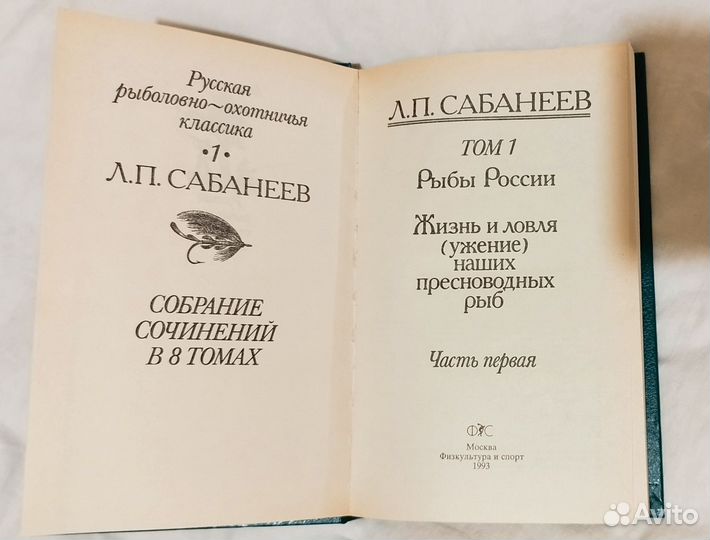 Русская
рыболовно~охотничья
классика
•1•
Л.П. САБАНЕЕВ
СОБРАНИЕ
СОЧИНЕНИЙ
В 8 ТОМАХ
Л.П. САБАНЕЕВ
ТОМ 1
Рыбы России
Жизнь и ловля
(ужение)
наших
пресноводных
рыб
Часть первая
ФС
Москва
Физкультура и спорт
1993
Avito